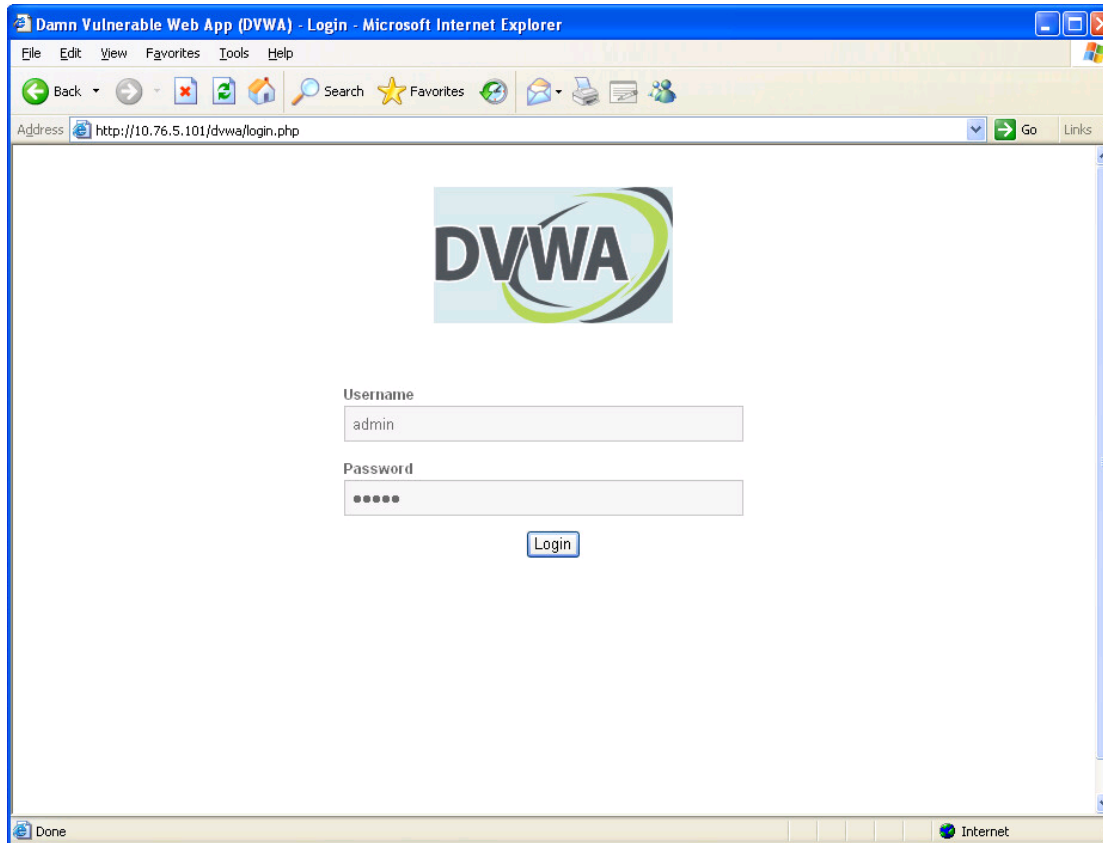 Damn Vulnerable Web App (DVWA) - Login - Microsoft Internet Explorer
File Edit View Favorites Tools Help
Back Search Favorites
Address http://10.76.5.101/dvwa/login.php Go Links
DVWA
Username
admin
Password
●●●●●
Login
Done Internet